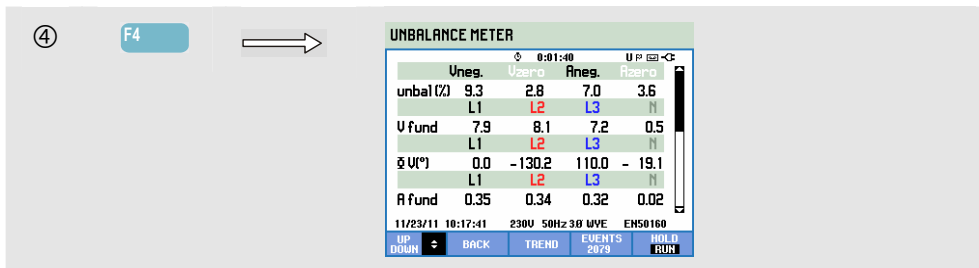 ④ F4
UNBALANCE METER
0:01:40 U
Vneg. Vzero Aneg. Azero
unbal(%) 9.3 2.8 7.0 3.6
L1 L2 L3 N
V fund 7.9 8.1 7.2 0.5
L1 L2 L3 N
Φ V(°) 0.0 -130.2 110.0 - 19.1
L1 L2 L3 N
A fund 0.35 0.34 0.32 0.02
11/23/11 10:17:41 230V 50Hz 3Ø WYE EN50160
UP DOWN BACK TREND EVENTS 2079 HOLD RUN